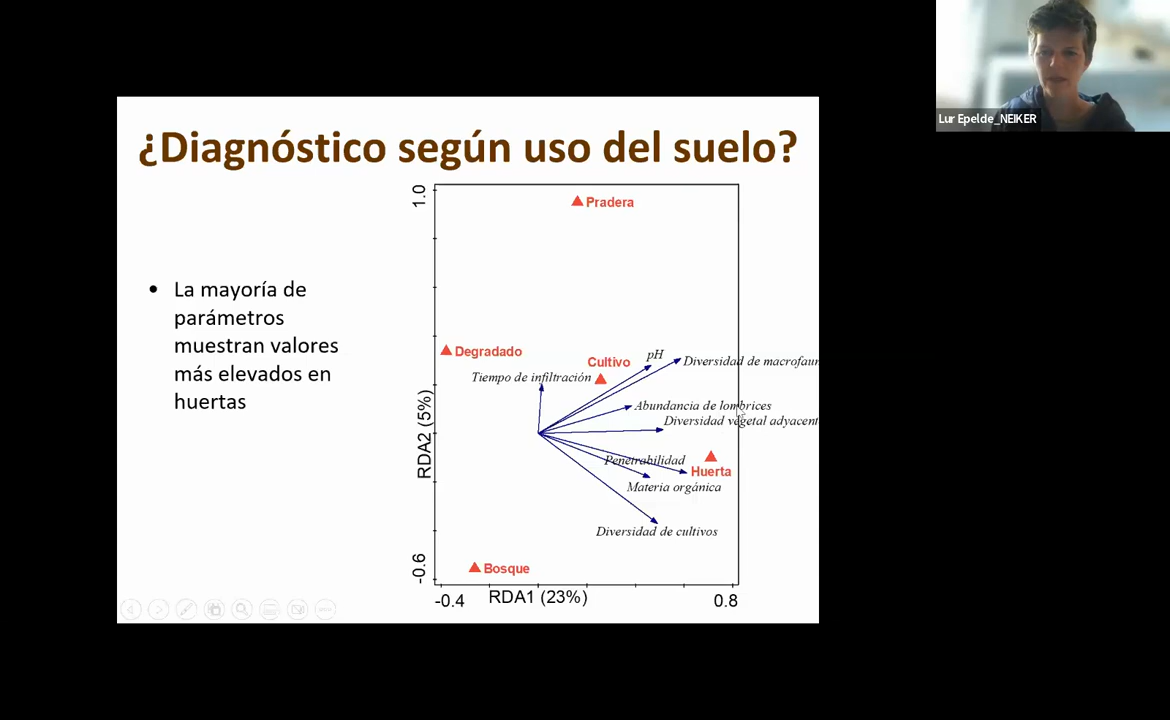 Lur Epelde_NEIKER
¿Diagnóstico según uso del suelo?
• La mayoría de
parámetros
muestran valores
más elevados en
huertas
1.0
Pradera
Degradado
Cultivo
pH
Diversidad de macrofaun
Tiempo de infiltración
Abundancia de lombrices
Diversidad vegetal adyacent
Penetrabilidad
Huerta
Materia orgánica
Diversidad de cultivos
RDA2 (5%)
-0.6
Bosque
-0.4
RDA1 (23%)
0.8